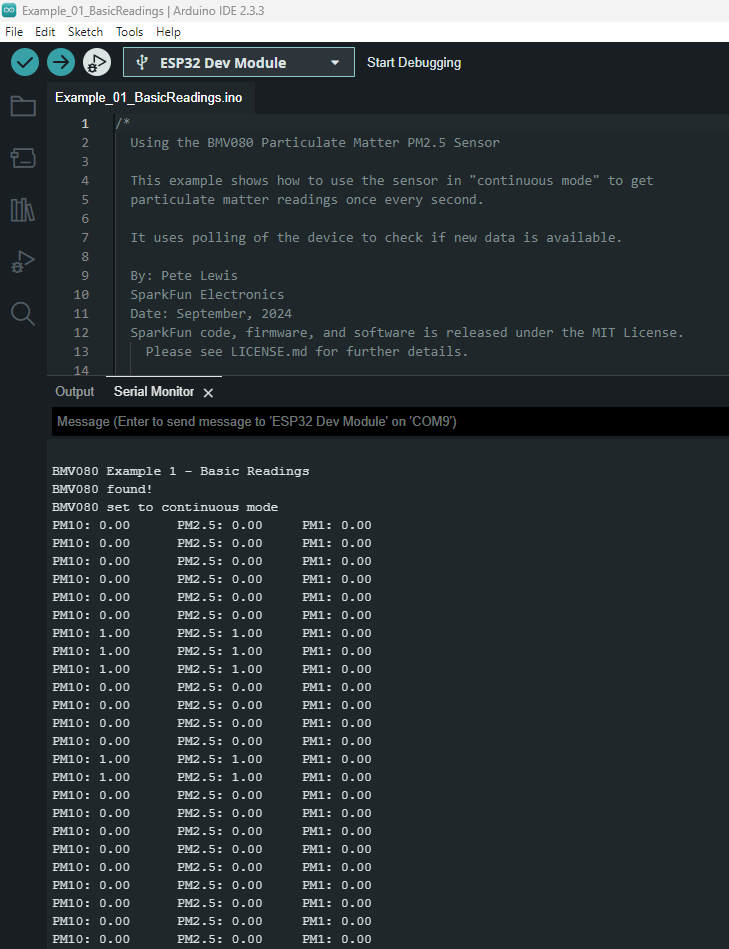 Example_01_BasicReadings | Arduino IDE 2.3.3
File Edit Sketch Tools Help
ESP32 Dev Module Start Debugging
Example_01_BasicReadings.ino
1 /*
2 Using the BMV080 Particulate Matter PM2.5 Sensor
3
4 This example shows how to use the sensor in "continuous mode" to get
5 particulate matter readings once every second.
6
7 It uses polling of the device to check if new data is available.
8
9 By: Pete Lewis
10 SparkFun Electronics
11 Date: September, 2024
12 SparkFun code, firmware, and software is released under the MIT License.
13 Please see LICENSE.md for further details.
14
Output Serial Monitor
Message (Enter to send message to 'ESP32 Dev Module' on 'COM9')
BMV080 Example 1 - Basic Readings
BMV080 found!
BMV080 set to continuous mode
PM10: 0.00 PM2.5: 0.00 PM1: 0.00
PM10: 0.00 PM2.5: 0.00 PM1: 0.00
PM10: 0.00 PM2.5: 0.00 PM1: 0.00
PM10: 0.00 PM2.5: 0.00 PM1: 0.00
PM10: 0.00 PM2.5: 0.00 PM1: 0.00
PM10: 0.00 PM2.5: 0.00 PM1: 0.00
PM10: 1.00 PM2.5: 1.00 PM1: 0.00
PM10: 1.00 PM2.5: 1.00 PM1: 0.00
PM10: 1.00 PM2.5: 1.00 PM1: 0.00
PM10: 0.00 PM2.5: 0.00 PM1: 0.00
PM10: 0.00 PM2.5: 0.00 PM1: 0.00
PM10: 0.00 PM2.5: 0.00 PM1: 0.00
PM10: 0.00 PM2.5: 0.00 PM1: 0.00
PM10: 1.00 PM2.5: 1.00 PM1: 0.00
PM10: 1.00 PM2.5: 1.00 PM1: 0.00
PM10: 0.00 PM2.5: 0.00 PM1: 0.00
PM10: 0.00 PM2.5: 0.00 PM1: 0.00
PM10: 0.00 PM2.5: 0.00 PM1: 0.00
PM10: 0.00 PM2.5: 0.00 PM1: 0.00
PM10: 0.00 PM2.5: 0.00 PM1: 0.00
PM10: 0.00 PM2.5: 0.00 PM1: 0.00
PM10: 0.00 PM2.5: 0.00 PM1: 0.00
PM10: 0.00 PM2.5: 0.00 PM1: 0.00
PM10: 0.00 PM2.5: 0.00 PM1: 0.00